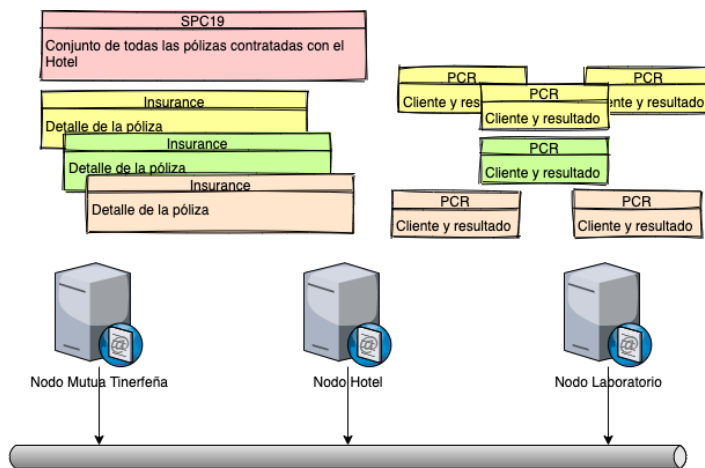 SPC19
Conjunto de todas las pólizas contratadas con el
Hotel
Insurance
Detalle de la póliza
Insurance
Detalle de la póliza
Insurance
Detalle de la póliza
PCR
Cliente y res
PCR
Cliente y resultado
PCR
ente y resultado
PCR
Cliente y resultado
PCR
Cliente y resultado
PCR
Cliente y resultado
Nodo Mutua Tinerfeña
Nodo Hotel
Nodo Laboratorio